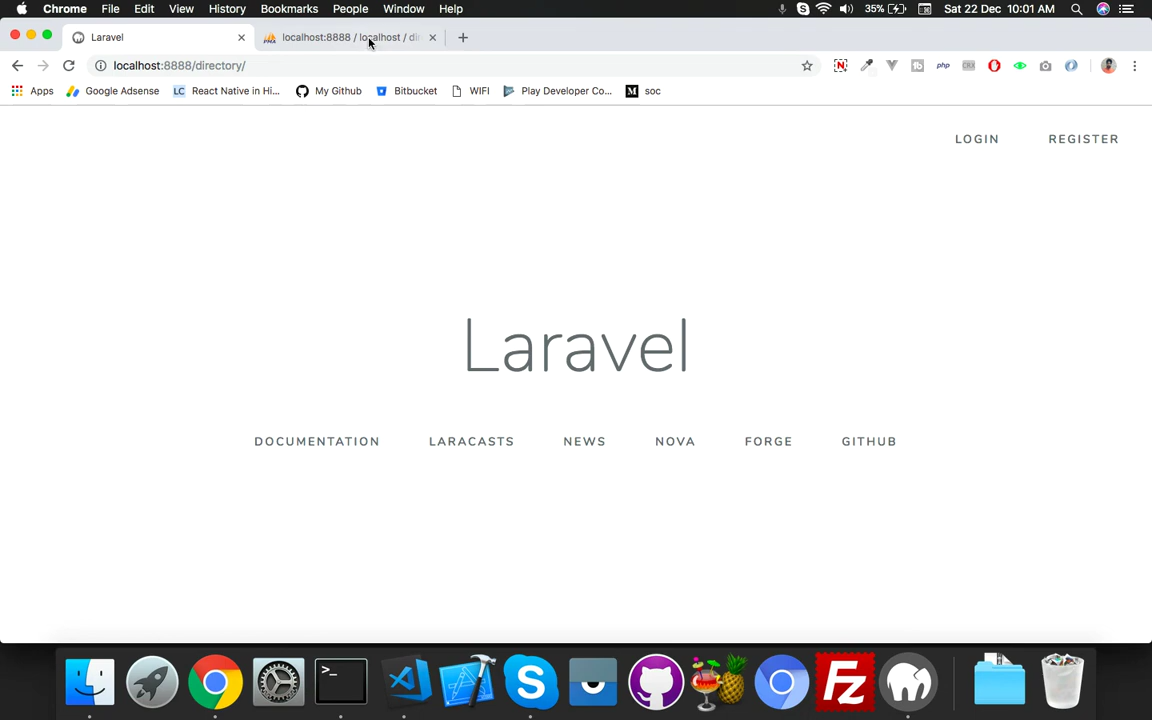 Chrome File Edit View History Bookmarks People Window Help 35% Sat 22 Dec 10:01 AM
Laravel localhost:8888 / localhost / di
localhost:8888/directory/
Apps Google Adsense LC React Native in Hi... My Github Bitbucket WIFI Play Developer Co... M soc
LOGIN REGISTER
Laravel
DOCUMENTATION LARACASTS NEWS NOVA FORGE GITHUB